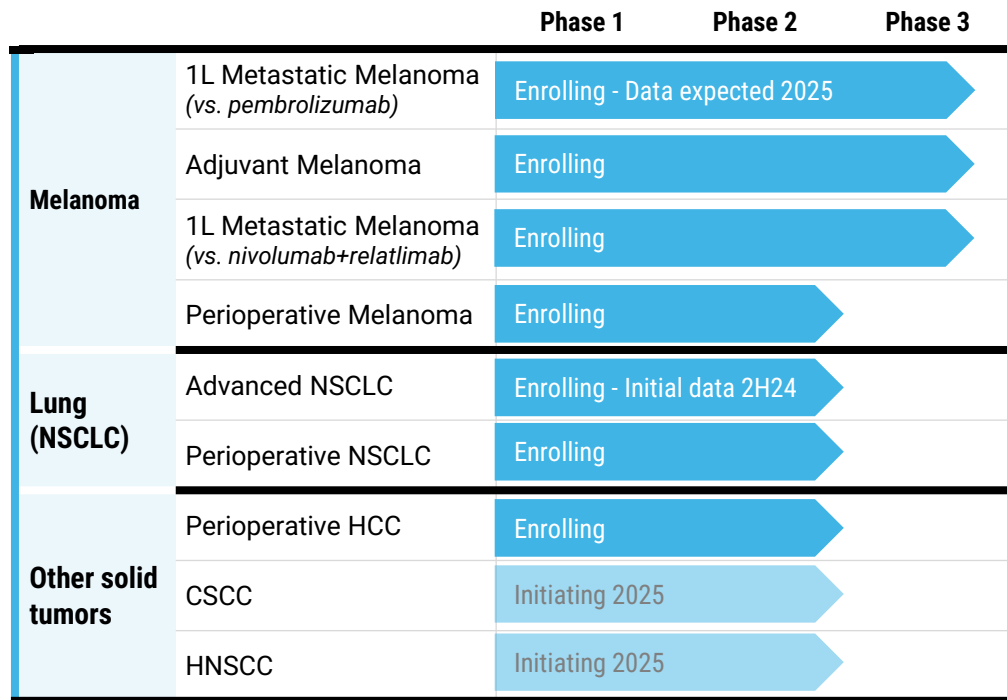 Phase 1 Phase 2 Phase 3
Melanoma
1L Metastatic Melanoma
(vs. pembrolizumab)
Enrolling - Data expected 2025
Adjuvant Melanoma
Enrolling
1L Metastatic Melanoma
(vs. nivolumab+relatlimab)
Enrolling
Perioperative Melanoma
Enrolling
Lung
(NSCLC)
Advanced NSCLC
Enrolling - Initial data 2H24
Perioperative NSCLC
Enrolling
Other solid
tumors
Perioperative HCC
Enrolling
CSCC
Initiating 2025
HNSCC
Initiating 2025